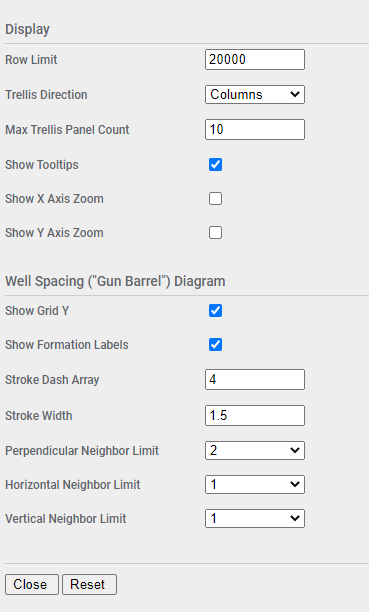 Display
Row Limit 20000
Trellis Direction Columns
Max Trellis Panel Count 10
Show Tooltips
Show X Axis Zoom
Show Y Axis Zoom
Well Spacing ("Gun Barrel") Diagram
Show Grid Y
Show Formation Labels
Stroke Dash Array 4
Stroke Width 1.5
Perpendicular Neighbor Limit 2
Horizontal Neighbor Limit 1
Vertical Neighbor Limit 1
Close Reset